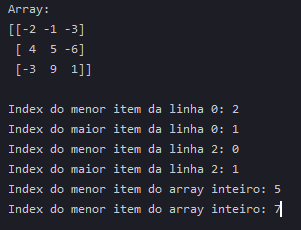 Array:
[[-2 -1 -3]
 [ 4  5 -6]
 [-3  9  1]]
Index do menor item da linha 0: 2
Index do maior item da linha 0: 1
Index do menor item da linha 2: 0
Index do maior item da linha 2: 1
Index do menor item do array inteiro: 5
Index do menor item do array inteiro: 7